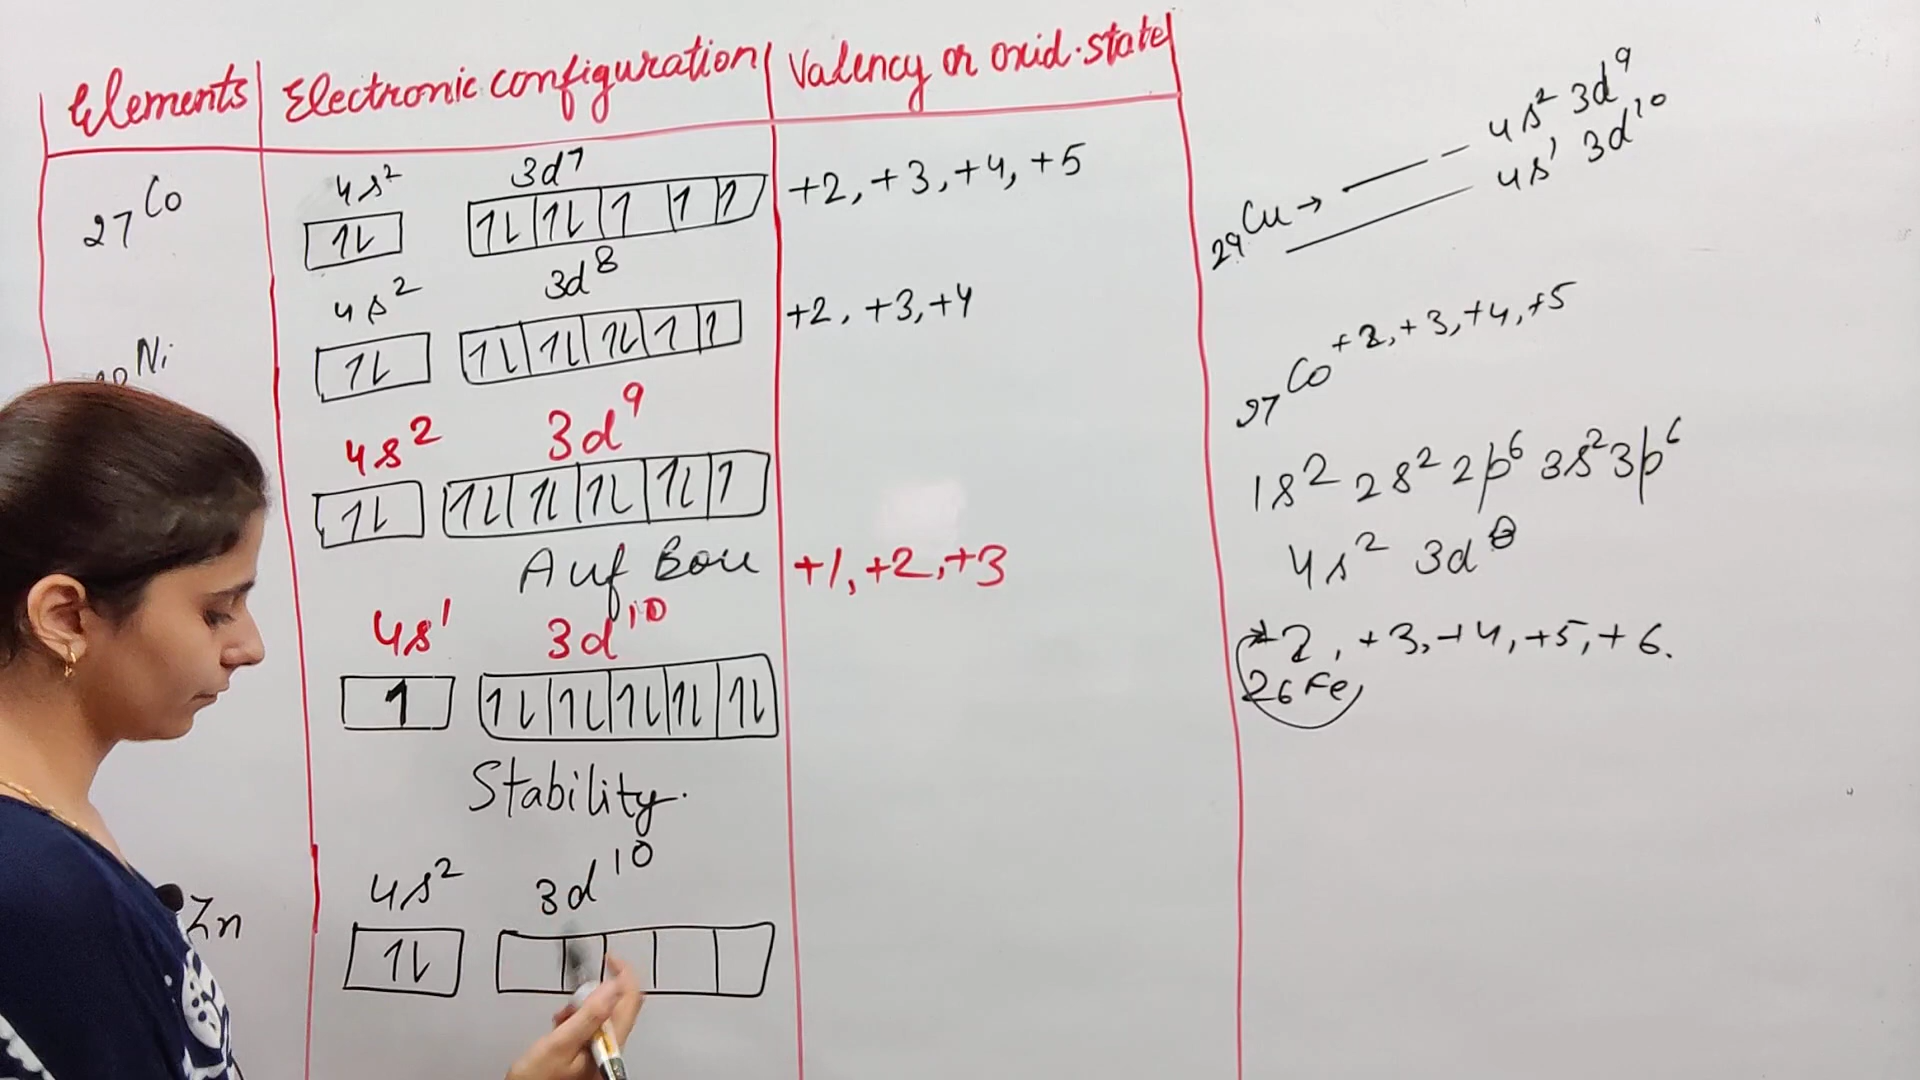 Elements Electronic configuration Valency or oxid. state
27Co 4s² 3d⁷ +2, +3, +4, +5
1l 1l 1l 1 1 1
Ni 4s² 3d⁸ +2, +3, +4
1l 1l 1l 1l 1 1
4s² 3d⁹
1l 1l 1l 1l 1l 1
Auf Bau +1, +2, +3
4s¹ 3d¹⁰
1 1l 1l 1l 1l 1l
Stability.
Zn 4s² 3d¹⁰
1l
29Cu → — — 4s² 3d⁹
4s¹ 3d¹⁰
27Co +2, +3, +4, +5
1s² 2s² 2p⁶ 3s² 3p⁶
4s² 3d
+2, +3, +4, +5, +6.
26Fe